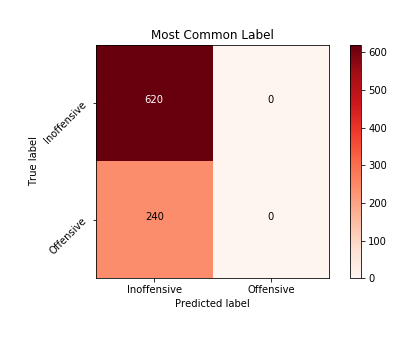 Most Common Label
True label
Inoffensive
620
0
Offensive
240
0
Inoffensive
Offensive
Predicted label
600
500
400
300
200
100
0